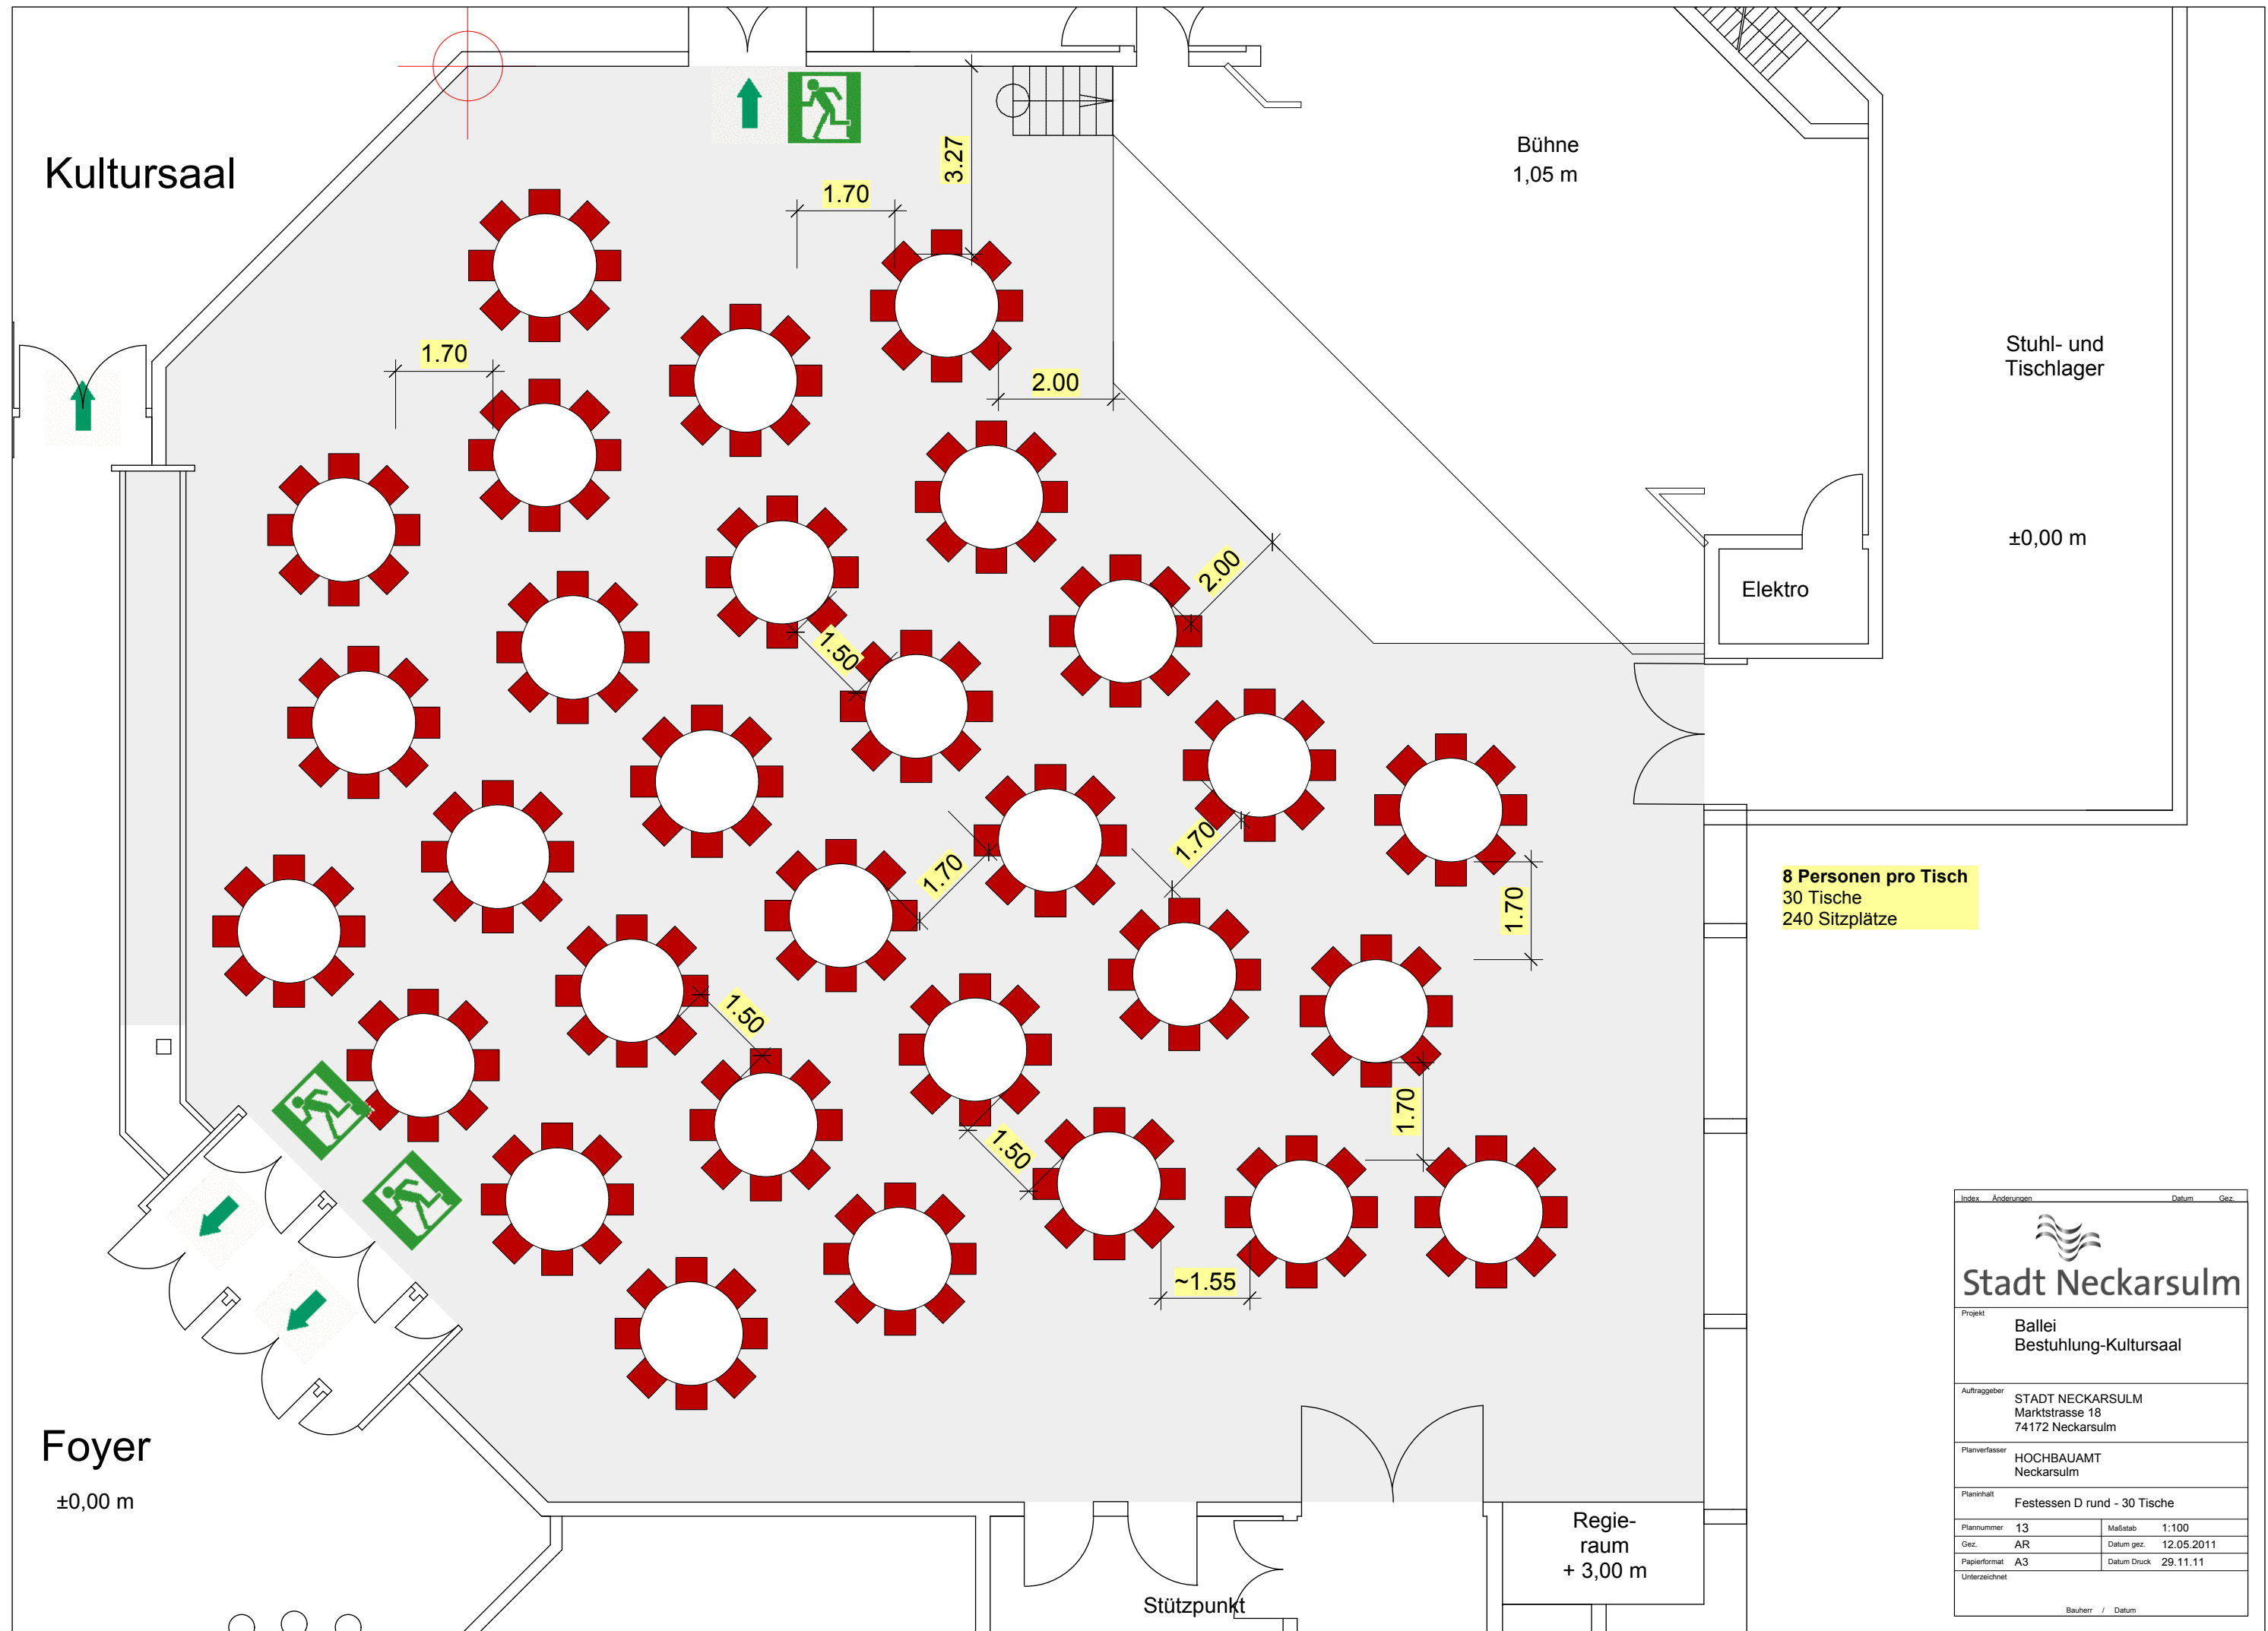 Kultursaal
3.27
1.70
Bühne
1,05 m
1.70
2.00
Stuhl- und
Tischlager
±0,00 m
2.00
Elektro
1.50
1.70
1.70
8 Personen pro Tisch
30 Tische
240 Sitzplätze
1.70
1.50
1.70
1.50
~1.55
Foyer
±0,00 m
Regie-
raum
+ 3,00 m
Stützpunkt
Index Änderungen Datum Gez.
Stadt Neckarsulm
Projekt
Ballei
Bestuhlung-Kultursaal
Auftraggeber
STADT NECKARSULM
Marktstrasse 18
74172 Neckarsulm
Planverfasser
HOCHBAUAMT
Neckarsulm
Planinhalt
Festessen D rund - 30 Tische
Plannummer 13 Maßstab 1:100
Gez. AR Datum gez. 12.05.2011
Papierformat A3 Datum Druck 29.11.11
Unterzeichnet
Bauherr / Datum